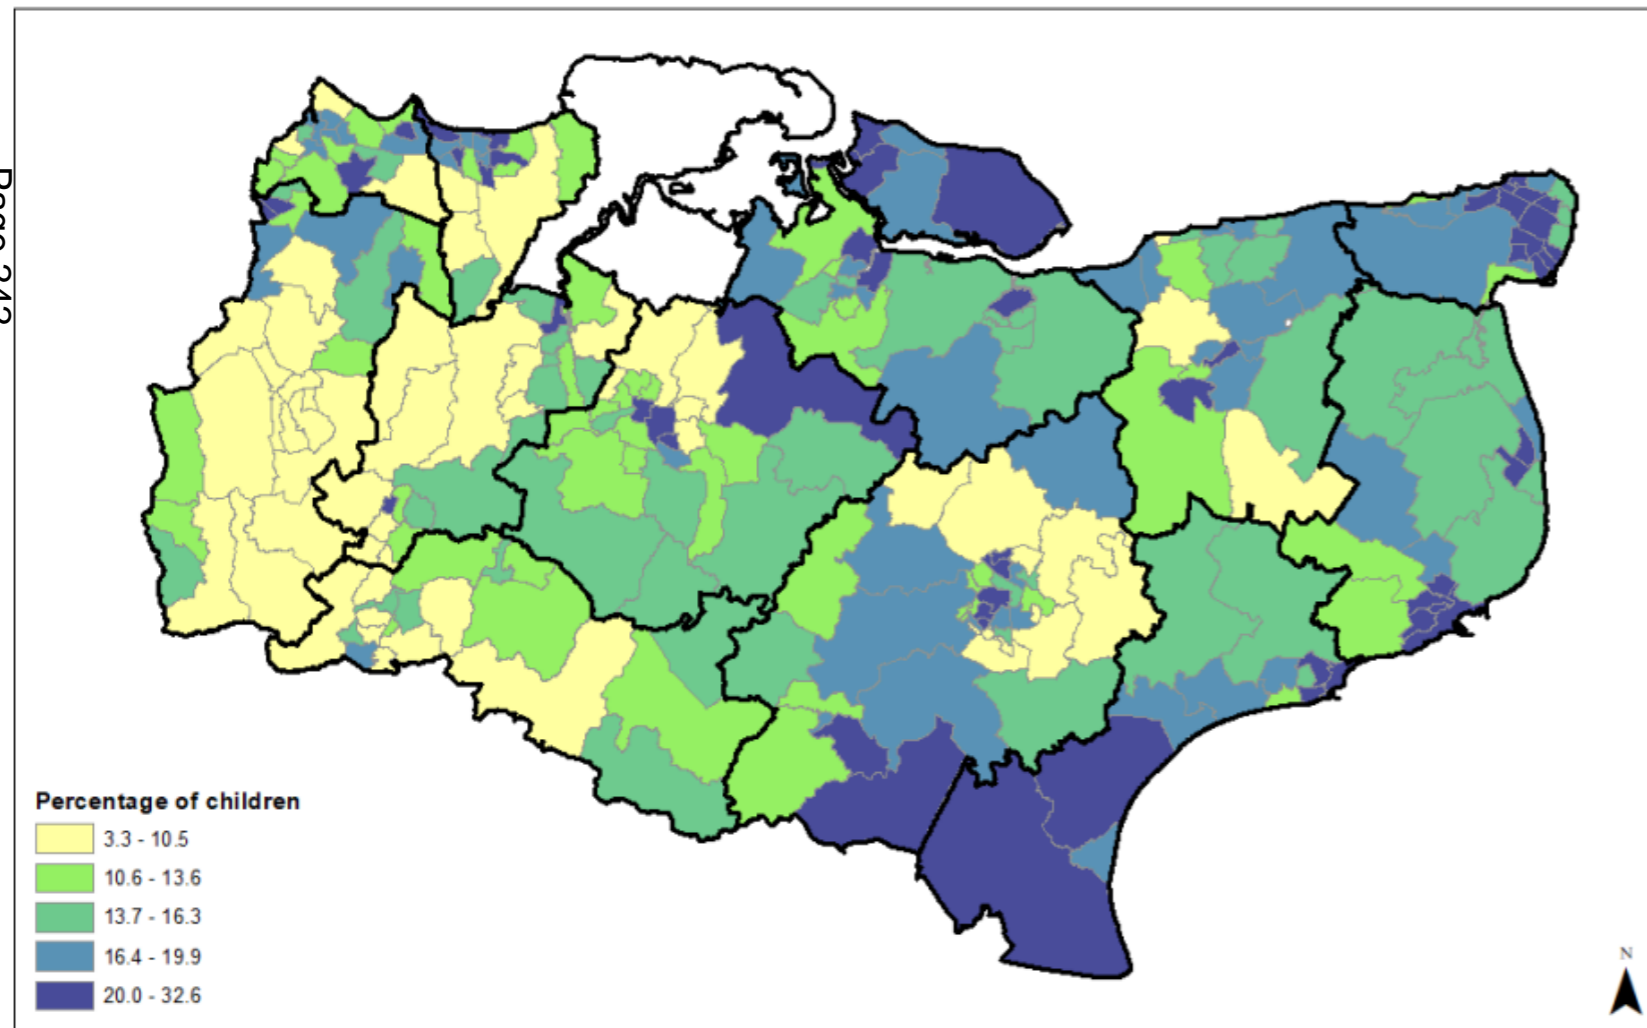 Percentage of children
3.3 - 10.5
10.6 - 13.6
13.7 - 16.3
16.4 - 19.9
20.0 - 32.6
N